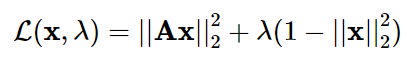 ℒ(𝐱, λ) = ||𝐀𝐱||₂² + λ(1 − ||𝐱||₂²)